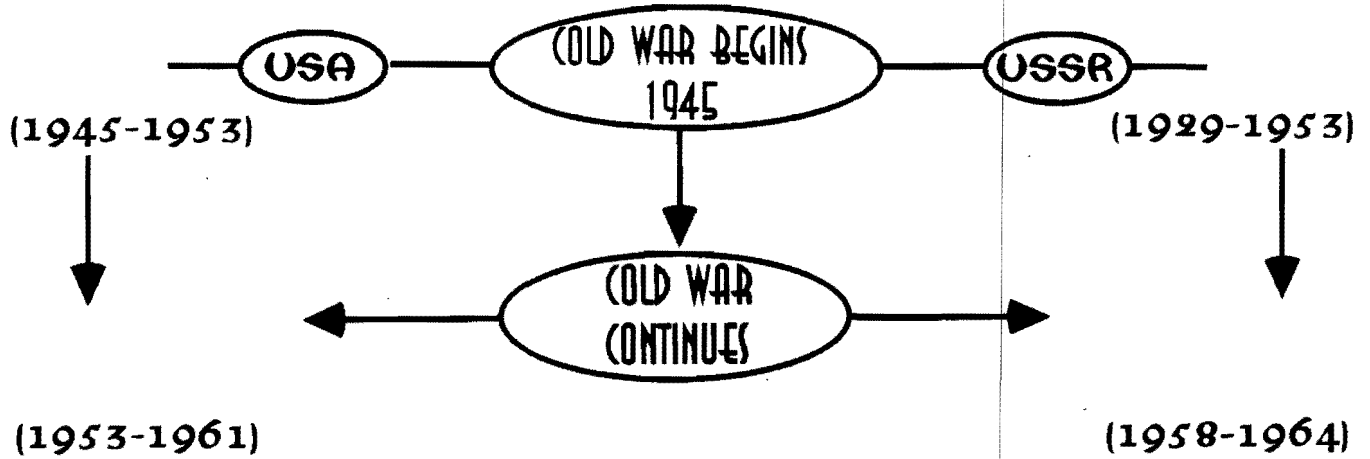 USA
COLD WAR BEGINS
1945
USSR
(1945-1953)
(1929-1953)
COLD WAR
CONTINUES
(1953-1961)
(1958-1964)